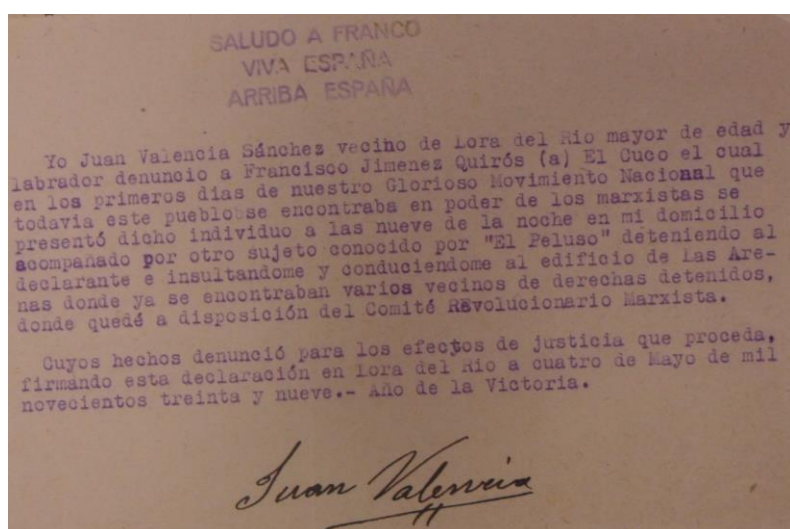 SALUDO A FRANCO
VIVA ESPAÑA
ARRIBA ESPAÑA
Yo Juan Valencia Sánchez vecino de Lora del Rio mayor de edad y
labrador denuncio a Francisco Jimenez Quirós (a) El Cuco el cual
en los primeros dias de nuestro Glorioso Movimiento Nacional que
todavia este pueblo se encontraba en poder de los marxistas se
presentó dicho individuo a las nueve de la noche en mi domicilio
acompañado por otro sujeto conocido por "El Peluso" deteniendo al
declarante e insultandome y conduciendome al edificio de Las Are-
nas donde ya se encontraban varios vecinos de derechas detenidos,
donde quedé a disposición del Comité REvolucionario Marxista.
Cuyos hechos denunció para los efectos de justicia que proceda,
firmando esta declaración en Lora del Rio a cuatro de Mayo de mil
novecientos treinta y nueve.- Año de la Victoria.
Juan Valencia